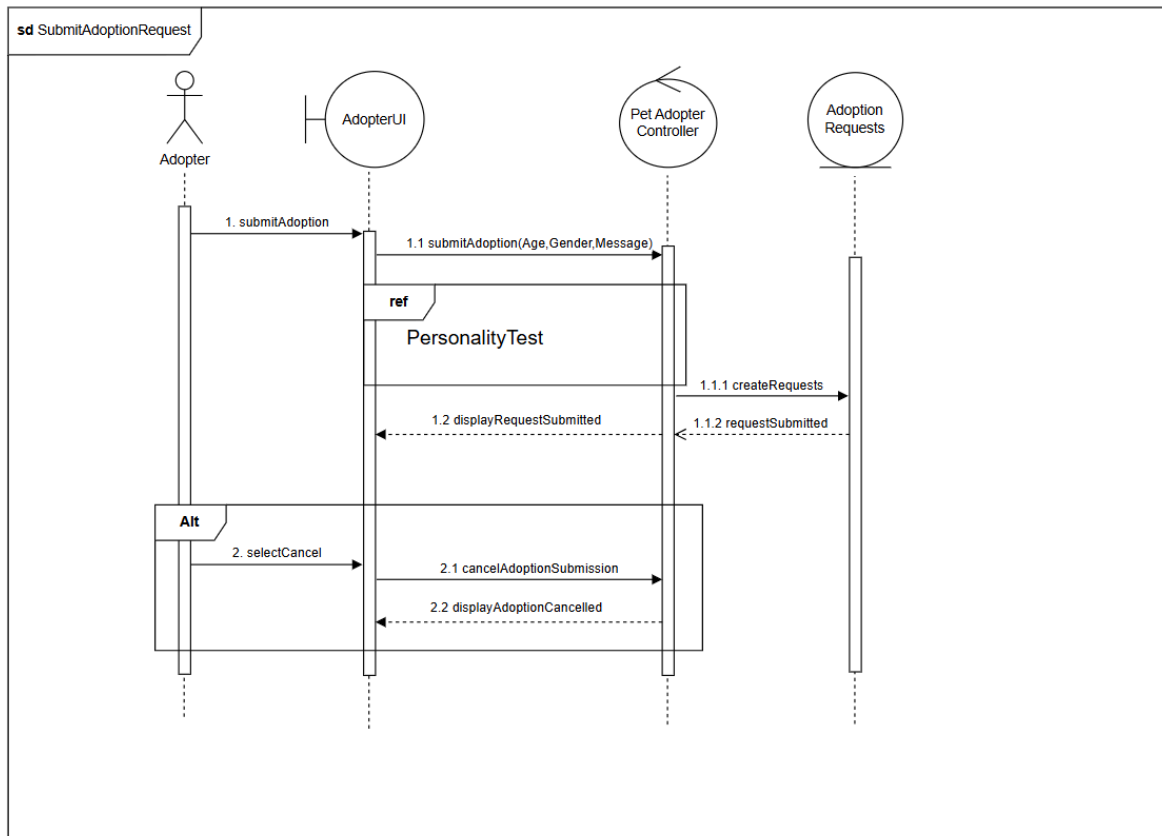 sd SubmitAdoptionRequest
Adopter
AdopterUI
Pet Adopter
Controller
Adoption
Requests
1. submitAdoption
1.1 submitAdoption(Age,Gender,Message)
ref
PersonalityTest
1.1.1 createRequests
1.2 displayRequestSubmitted
1.1.2 requestSubmitted
Alt
2. selectCancel
2.1 cancelAdoptionSubmission
2.2 displayAdoptionCancelled